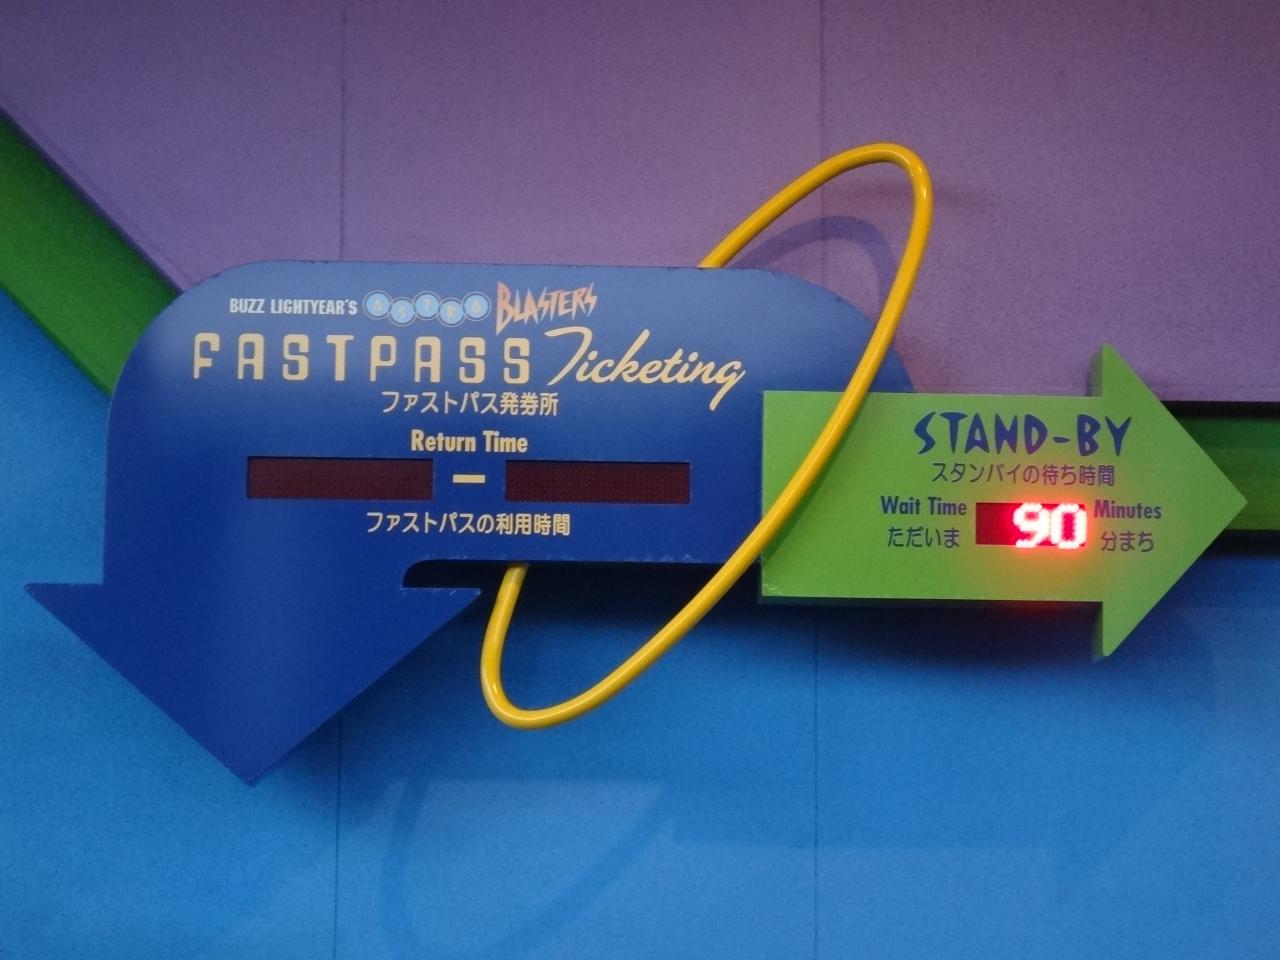 BUZZ LIGHTYEAR'S ASTRO BLASTERS
FASTPASS Ticketing
ファストパス発券所
Return Time
–
ファストパスの利用時間
STAND-BY
スタンバイの待ち時間
Wait Time 90 Minutes
ただいま 分まち